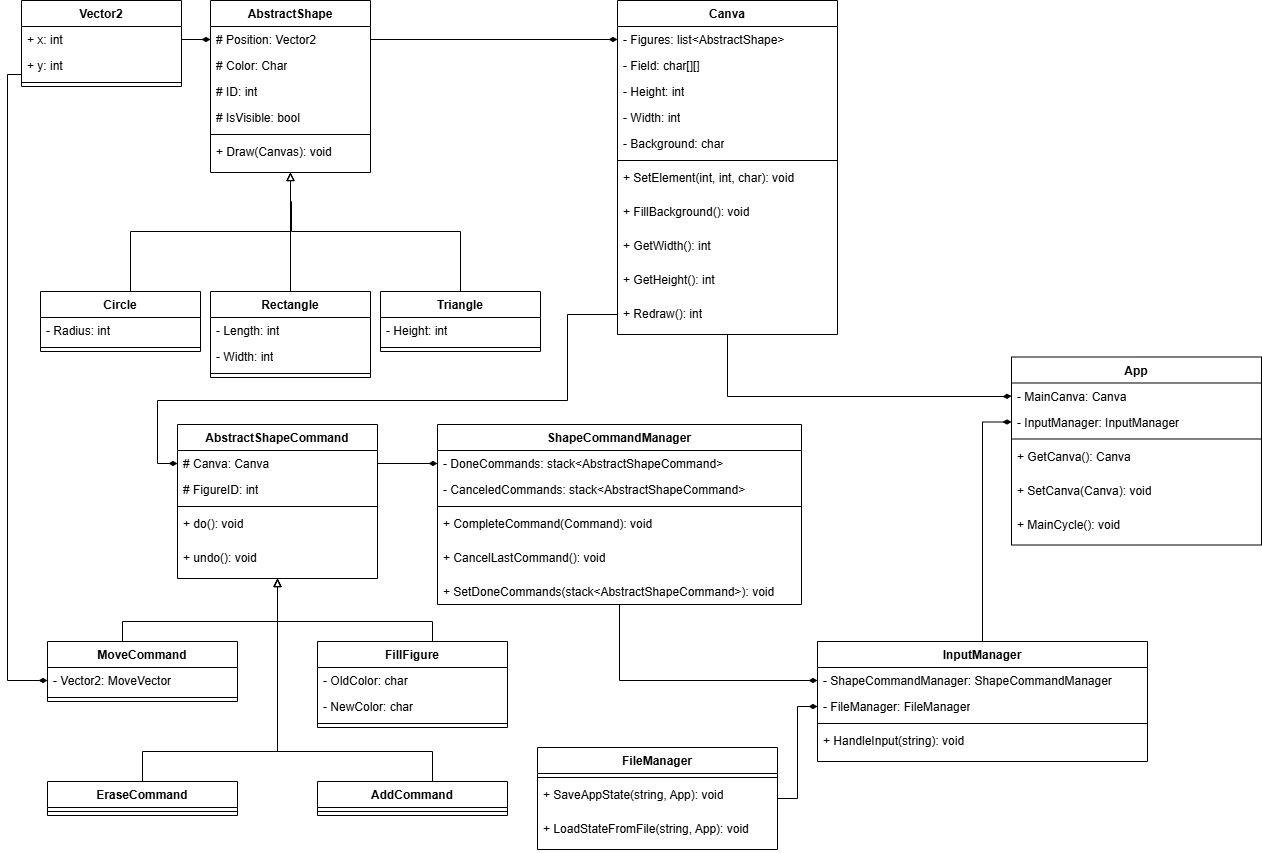 Vector2
+ x: int
+ y: int
AbstractShape
# Position: Vector2
# Color: Char
# ID: int
# IsVisible: bool
+ Draw(Canvas): void
Canva
- Figures: list<AbstractShape>
- Field: char[][]
- Height: int
- Width: int
- Background: char
+ SetElement(int, int, char): void
+ FillBackground(): void
+ GetWidth(): int
+ GetHeight(): int
+ Redraw(): int
Circle
- Radius: int
Rectangle
- Length: int
- Width: int
Triangle
- Height: int
App
- MainCanva: Canva
- InputManager: InputManager
+ GetCanva(): Canva
+ SetCanva(Canva): void
+ MainCycle(): void
AbstractShapeCommand
# Canva: Canva
# FigureID: int
+ do(): void
+ undo(): void
ShapeCommandManager
- DoneCommands: stack<AbstractShapeCommand>
- CanceledCommands: stack<AbstractShapeCommand>
+ CompleteCommand(Command): void
+ CancelLastCommand(): void
+ SetDoneCommands(stack<AbstractShapeCommand>): void
MoveCommand
- Vector2: MoveVector
FillFigure
- OldColor: char
- NewColor: char
InputManager
- ShapeCommandManager: ShapeCommandManager
- FileManager: FileManager
+ HandleInput(string): void
FileManager
+ SaveAppState(string, App): void
+ LoadStateFromFile(string, App): void
EraseCommand
AddCommand